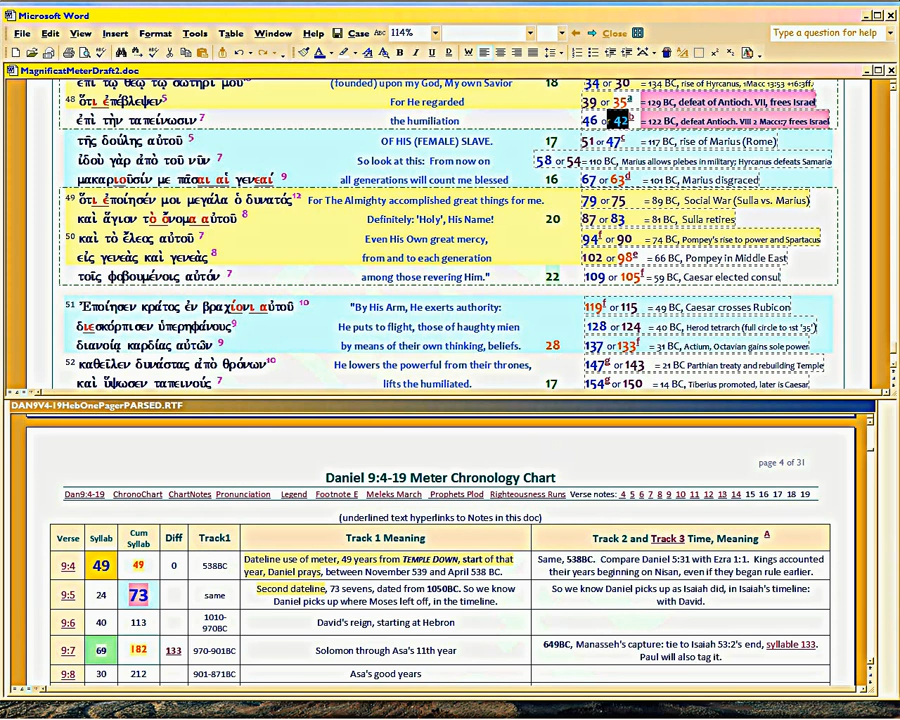 Microsoft Word
File Edit View Insert Format Tools Table Window Help Case ABC 114% Close Type a question for help
MagnificatMeterDraft2.doc
ἐπὶ τῷ θεῷ τῷ σωτῆρί μου (founded) upon my God, My own Savior 18 34 or 30 = 134 BC, rise of Hyrcanus, 1Macc 13:53 +16:3ff.
48 ὅτι ἐπέβλεψεν5 For He regarded 39 or 35a = 129 BC, defeat of Antioch. VII, frees Israel
ἐπὶ τὴν ταπείνωσιν 7 the humiliation 46 or 42b = 122 BC, defeat of Antioch. VIII 2 Macc1:7 frees Israel
τῆς δούλης αὐτοῦ 5 OF HIS (FEMALE) SLAVE. 17 51 or 47c = 117 BC, rise of Marius (Rome)
ἰδοὺ γὰρ ἀπὸ τοῦ νῦν 7 So look at this: From now on 58 or 54 = 110 BC, Marius allows plebes in military; Hyrcanus defeats Samaria
μακαριοῦσίν με πᾶσαι αἱ γενεαί 9 all generations will count me blessed 16 67 or 63d = 101 BC, Marius disgraced
49 ὅτι ἐποίησέν μοι μεγάλα ὁ δυνατός12 For The Almighty accomplished great things for me. 79 or 75 = 89 BC, Social War (Sulla vs. Marius)
καὶ ἅγιον τὸ ὄνομα αὐτοῦ 8 Definitely: 'Holy', His Name! 20 87 or 83 = 81 BC, Sulla retires
50 καὶ τὸ ἔλεος αὐτοῦ 7 Even His Own great mercy, 94f or 90 = 74 BC, Pompey's rise to power and Spartacus
εἰς γενεὰς καὶ γενεὰς 8 from and to each generation 102 or 98e = 66 BC, Pompey in Middle East
τοῖς φοβουμένοις αὐτόν 7 among those revering Him." 22 109 or 105f = 59 BC, Caesar elected consul
51 Ἐποίησεν κράτος ἐν βραχίονι αὐτοῦ 10 "By His Arm, He exerts authority: 119f or 115 = 49 BC, Caesar crosses Rubicon
διεσκόρπισεν ὑπερηφάνους9 He puts to flight, those of haughty mien 128 or 124 = 40 BC, Herod tetrarch (full circle to 1st '35')
διανοίᾳ καρδίας αὐτῶν 9 by means of their own thinking, beliefs. 28 137 or 133f = 31 BC, Actium, Octavian gains sole power
52 καθεῖλεν δυνάστας ἀπὸ θρόνων10 He lowers the powerful from their thrones, 147g or 143 = 21 BC Parthian treaty and rebuilding Temple
καὶ ὕψωσεν ταπεινούς 7 lifts the humiliated. 17 154g or 150 = 14 BC, Tiberius promoted, later is Caesar
DAN9V4-19HebOnePagerPARSED.RTF
page 4 of 31
Daniel 9:4-19 Meter Chronology Chart
Dan9:4-19 ChronoChart ChartNotes Pronunciation Legend Footnote E Meleks March Prophets Plod Righteousness Runs Verse notes: 4 5 6 7 8 9 10 11 12 13 14 15 16 17 18 19
(underlined text hyperlinks to Notes in this doc)
Verse Syllab Cum Syllab Diff Track1 Track 1 Meaning Track 2 and Track 3 Time, Meaning A
9:4 49 49 0 538BC Dateline use of meter, 49 years from TEMPLE DOWN, start of that year, Daniel prays, between November 539 and April 538 BC. Same, 538BC. Compare Daniel 5:31 with Ezra 1:1. Kings accounted their years beginning on Nisan, even if they began rule earlier.
9:5 24 73 same Second dateline, 73 sevens, dated from 1050BC. So we know Daniel picks up where Moses left off, in the timeline. So we know Daniel picks up as Isaiah did, in Isaiah's timeline: with David.
9:6 40 113 1010-970BC David's reign, starting at Hebron
9:7 69 182 133 970-901BC Solomon through Asa's 11th year 649BC, Manasseh's capture: tie to Isaiah 53:2's end, syllable 133. Paul will also tag it.
9:8 30 212 901-871BC Asa's good years